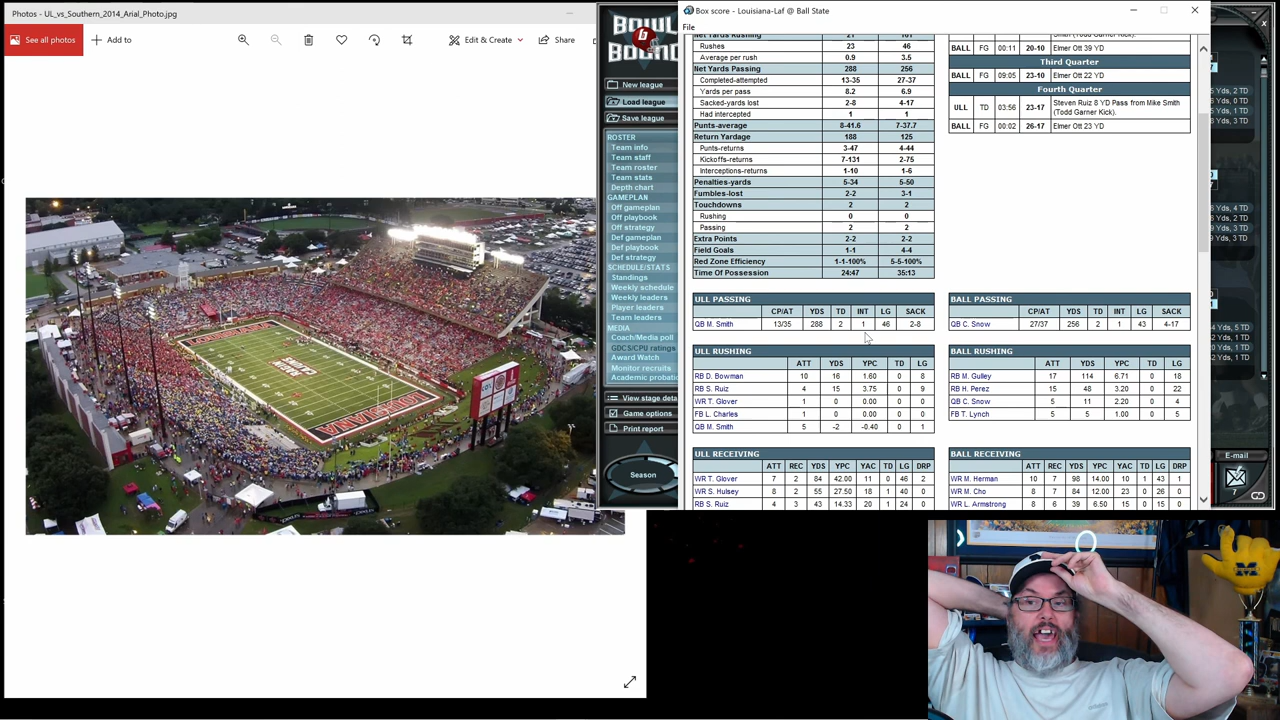 Photos - UL_vs_Southern_2014_Arial_Photo.jpg
See all photos
Add to
Edit & Create
Share
BOWL
BOUND
New league
Load league
Save league
ROSTER
Team info
Team staff
Team roster
Team stats
Depth chart
GAMEPLAN
Off gameplan
Off playbook
Off strategy
Def gameplan
Def playbook
Def strategy
SCHEDULE/STATS
Standings
Weekly schedule
Weekly leaders
Player leaders
Team leaders
MEDIA
Coach/Media poll
GDCS/CPU ratings
Award Watch
Monitor recruits
Academic probati
View stage deta
Game options
Print report
Season
Box score - Louisiana-Laf @ Ball State
File
Net Yards Rushing 21 161
Rushes 23 46
Average per rush 0.9 3.5
Net Yards Passing 288 256
Completed-attempted 13-35 27-37
Yards per pass 8.2 6.9
Sacked-yards lost 2-8 4-17
Had intercepted 1 1
Punts-average 8-41.6 7-37.7
Return Yardage 188 125
Punts-returns 3-47 4-44
Kickoffs-returns 7-131 2-75
Interceptions-returns 1-10 1-6
Penalties-yards 5-34 5-50
Fumbles-lost 2-2 3-1
Touchdowns 2 2
Rushing 0 0
Passing 2 2
Extra Points 2-2 2-2
Field Goals 1-1 4-4
Red Zone Efficiency 1-1-100% 5-5-100%
Time Of Possession 24:47 35:13
(Todd Garner Kick).
BALL FG 00:11 20-10 Elmer Ott 39 YD
Third Quarter
BALL FG 09:05 23-10 Elmer Ott 22 YD
Fourth Quarter
ULL TD 03:56 23-17 Steven Ruiz 8 YD Pass from Mike Smith
(Todd Garner Kick).
BALL FG 00:02 26-17 Elmer Ott 23 YD
ULL PASSING
CP/AT YDS TD INT LG SACK
QB M. Smith 13/35 288 2 1 46 2-8
BALL PASSING
CP/AT YDS TD INT LG SACK
QB C. Snow 27/37 256 2 1 43 4-17
ULL RUSHING
ATT YDS YPC TD LG
RB D. Bowman 10 16 1.60 0 8
RB S. Ruiz 4 15 3.75 0 9
WR T. Glover 1 0 0.00 0 0
FB L. Charles 1 0 0.00 0 0
QB M. Smith 5 -2 -0.40 0 1
BALL RUSHING
ATT YDS YPC TD LG
RB M. Gulley 17 114 6.71 0 18
RB H. Perez 15 48 3.20 0 22
QB C. Snow 5 11 2.20 0 4
FB T. Lynch 5 5 1.00 0 5
ULL RECEIVING
ATT REC YDS YPC YAC TD LG DRP
WR T. Glover 7 2 84 42.00 11 0 46 2
WR S. Hulsey 8 2 55 27.50 18 1 40 0
RB S. Ruiz 4 3 43 14.33 20 1 24 0
BALL RECEIVING
ATT REC YDS YPC YAC TD LG DRP
WR M. Herman 10 7 98 14.00 10 1 43 1
WR M. Cho 8 7 84 12.00 23 0 26 0
WR L. Armstrong 8 6 39 6.50 15 0 15 0
E-mail
7